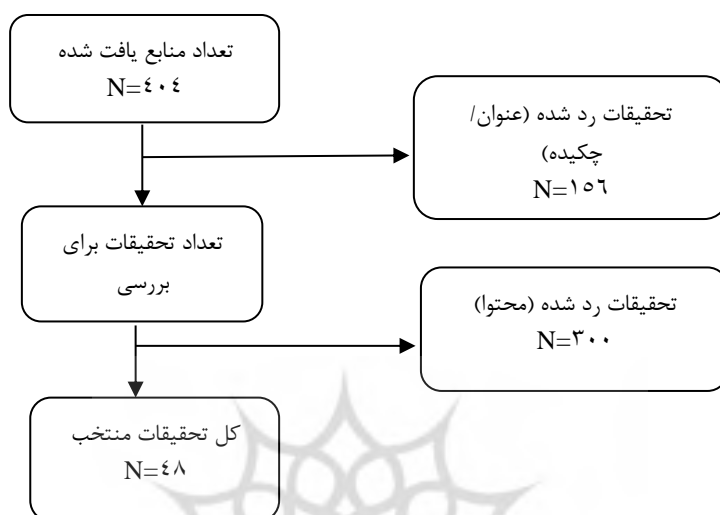 تعداد منابع یافت شده
N=٤٠٤
تحقیقات رد شده (عنوان/
چکیده)
N=١٥٦
تعداد تحقیقات برای
بررسی
تحقیقات رد شده (محتوا)
N=٣٠٠
کل تحقیقات منتخب
N=٤٨